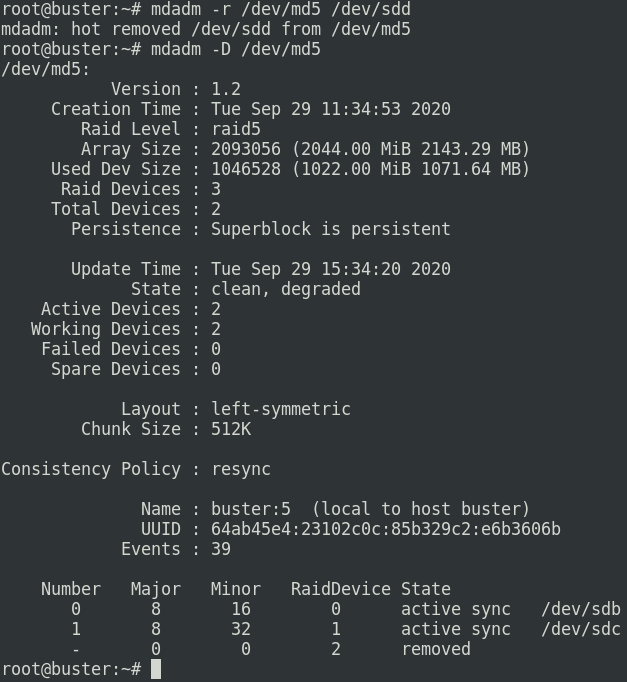 root@buster:~# mdadm -r /dev/md5 /dev/sdd
mdadm: hot removed /dev/sdd from /dev/md5
root@buster:~# mdadm -D /dev/md5
/dev/md5:
           Version : 1.2
     Creation Time : Tue Sep 29 11:34:53 2020
        Raid Level : raid5
        Array Size : 2093056 (2044.00 MiB 2143.29 MB)
     Used Dev Size : 1046528 (1022.00 MiB 1071.64 MB)
      Raid Devices : 3
     Total Devices : 2
       Persistence : Superblock is persistent

       Update Time : Tue Sep 29 15:34:20 2020
             State : clean, degraded
    Active Devices : 2
   Working Devices : 2
    Failed Devices : 0
     Spare Devices : 0

            Layout : left-symmetric
        Chunk Size : 512K

Consistency Policy : resync

              Name : buster:5  (local to host buster)
              UUID : 64ab45e4:23102c0c:85b329c2:e6b3606b
            Events : 39

    Number   Major   Minor   RaidDevice State
       0       8       16        0      active sync   /dev/sdb
       1       8       32        1      active sync   /dev/sdc
       -       0        0        2      removed
root@buster:~#